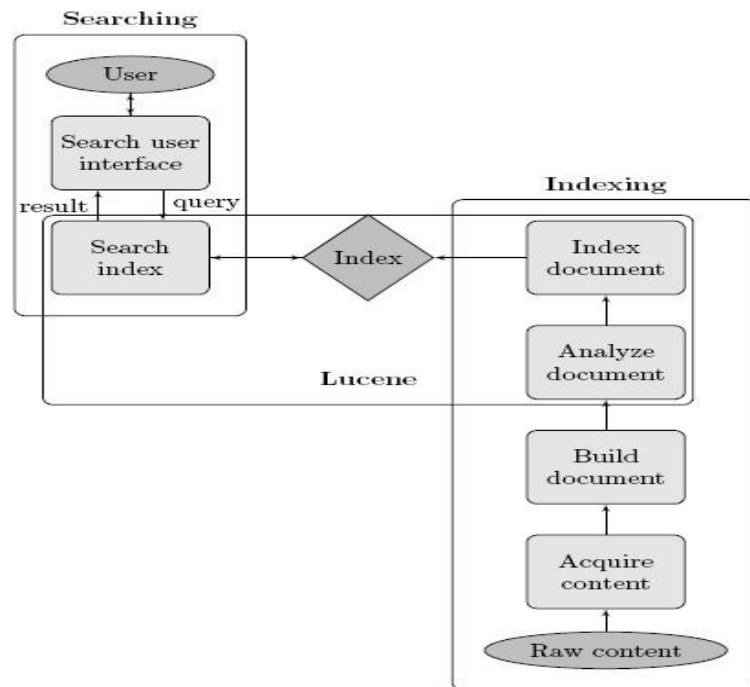 Searching
User
Search user
interface
result
query
Search
index
Index
Lucene
Indexing
Index
document
Analyze
document
Build
document
Acquire
content
Raw content